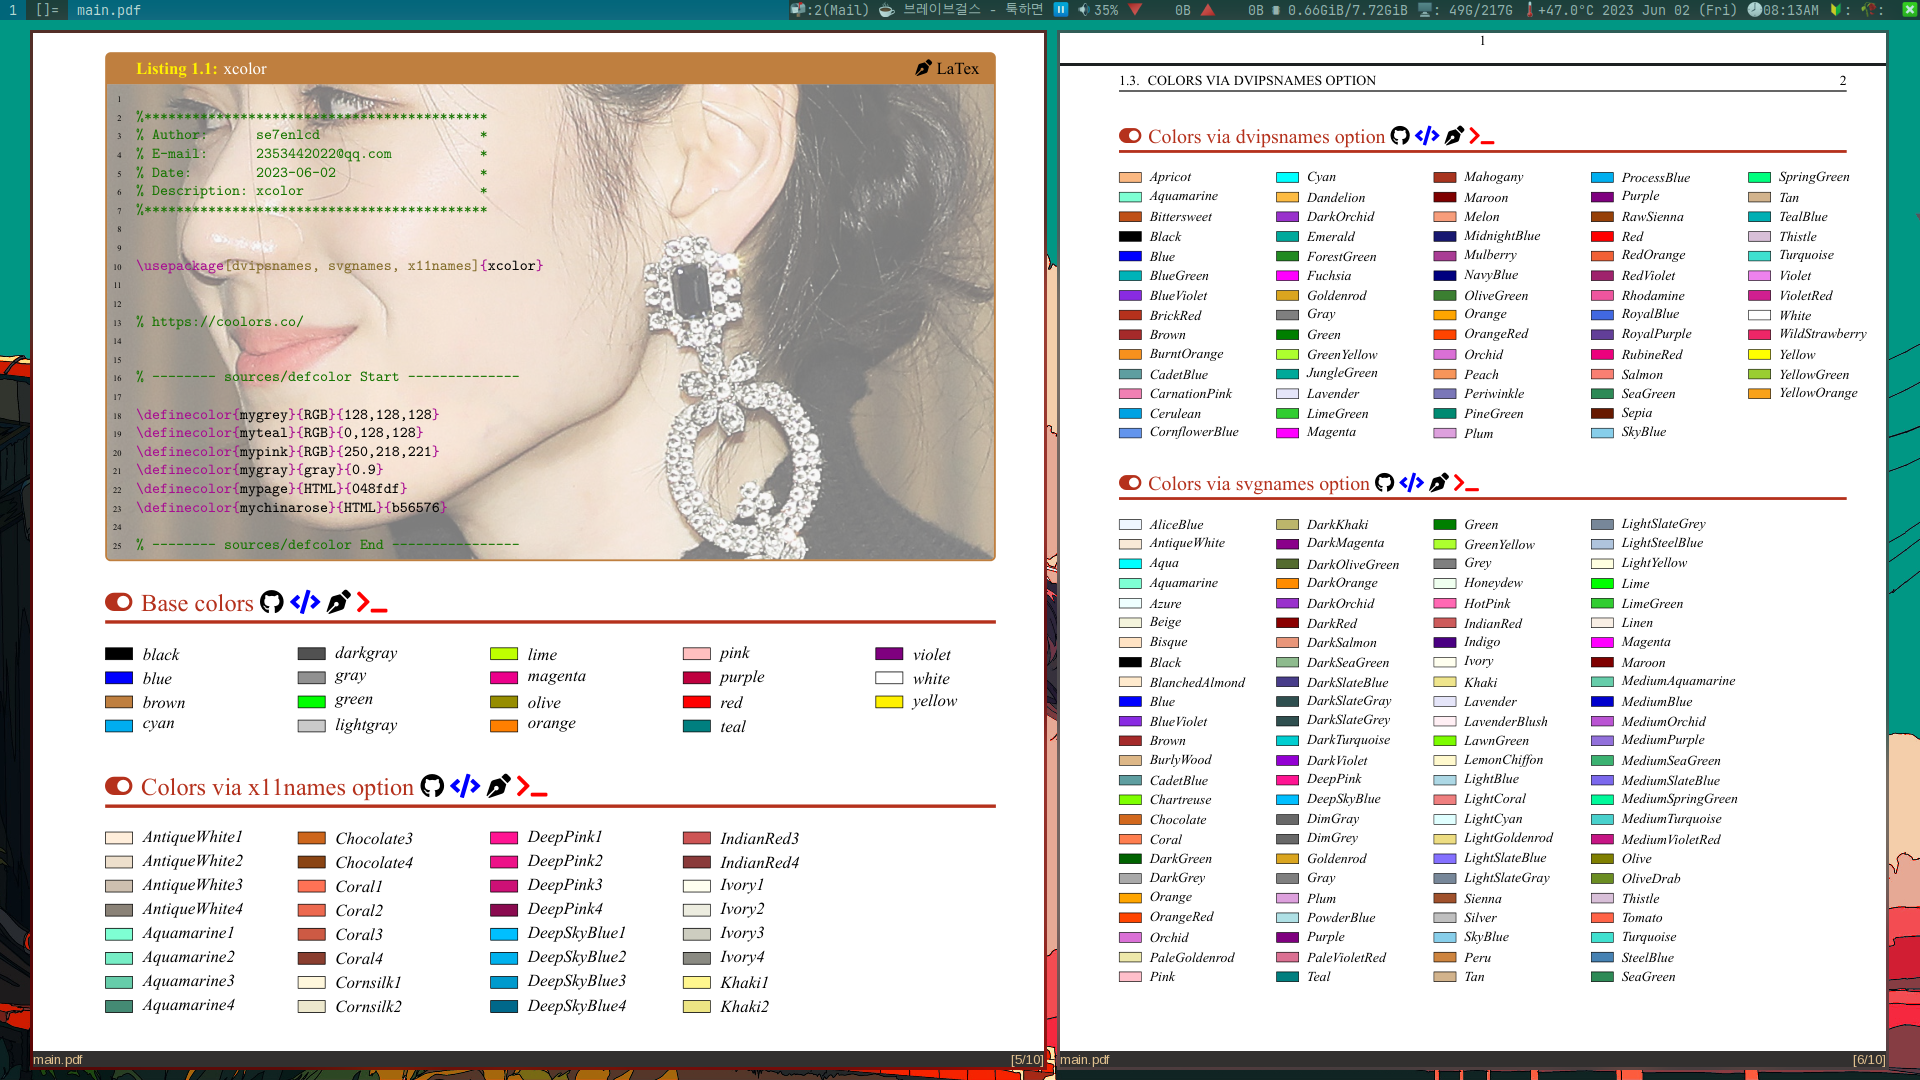 1 []= main.pdf :2(Mail) 브레이브걸스 - 툭하면 35% 0B 0B 0.66GiB/7.72GiB : 49G/217G +47.0°C 2023 Jun 02 (Fri) 08:13AM : :
Listing 1.1: xcolor LaTex
1
2 %*******************************************
3 % Author: se7enlcd *
4 % E-mail: 2353442022@qq.com *
5 % Date: 2023-06-02 *
6 % Description: xcolor *
7 %*******************************************
8
9
10 \usepackage[dvipsnames, svgnames, x11names]{xcolor}
11
12
13 % https://coolors.co/
14
15
16 % -------- sources/defcolor Start --------------
17
18 \definecolor{mygrey}{RGB}{128,128,128}
19 \definecolor{myteal}{RGB}{0,128,128}
20 \definecolor{mypink}{RGB}{250,218,221}
21 \definecolor{mygray}{gray}{0.9}
22 \definecolor{mypage}{HTML}{048fdf}
23 \definecolor{mychinarose}{HTML}{b56576}
24
25 % -------- sources/defcolor End ----------------
Base colors </>
black darkgray lime pink violet
blue gray magenta purple white
brown green olive red yellow
cyan lightgray orange teal
Colors via x11names option </>
AntiqueWhite1 Chocolate3 DeepPink1 IndianRed3
AntiqueWhite2 Chocolate4 DeepPink2 IndianRed4
AntiqueWhite3 Coral1 DeepPink3 Ivory1
AntiqueWhite4 Coral2 DeepPink4 Ivory2
Aquamarine1 Coral3 DeepSkyBlue1 Ivory3
Aquamarine2 Coral4 DeepSkyBlue2 Ivory4
Aquamarine3 Cornsilk1 DeepSkyBlue3 Khaki1
Aquamarine4 Cornsilk2 DeepSkyBlue4 Khaki2
main.pdf [5/10]
1
1.3. COLORS VIA DVIPSNAMES OPTION 2
Colors via dvipsnames option </>
Apricot Cyan Mahogany ProcessBlue SpringGreen
Aquamarine Dandelion Maroon Purple Tan
Bittersweet DarkOrchid Melon RawSienna TealBlue
Black Emerald MidnightBlue Red Thistle
Blue ForestGreen Mulberry RedOrange Turquoise
BlueGreen Fuchsia NavyBlue RedViolet Violet
BlueViolet Goldenrod OliveGreen Rhodamine VioletRed
BrickRed Gray Orange RoyalBlue White
Brown Green OrangeRed RoyalPurple WildStrawberry
BurntOrange GreenYellow Orchid RubineRed Yellow
CadetBlue JungleGreen Peach Salmon YellowGreen
CarnationPink Lavender Periwinkle SeaGreen YellowOrange
Cerulean LimeGreen PineGreen Sepia
CornflowerBlue Magenta Plum SkyBlue
Colors via svgnames option </>
AliceBlue DarkKhaki Green LightSlateGrey
AntiqueWhite DarkMagenta GreenYellow LightSteelBlue
Aqua DarkOliveGreen Grey LightYellow
Aquamarine DarkOrange Honeydew Lime
Azure DarkOrchid HotPink LimeGreen
Beige DarkRed IndianRed Linen
Bisque DarkSalmon Indigo Magenta
Black DarkSeaGreen Ivory Maroon
BlanchedAlmond DarkSlateBlue Khaki MediumAquamarine
Blue DarkSlateGray Lavender MediumBlue
BlueViolet DarkSlateGrey LavenderBlush MediumOrchid
Brown DarkTurquoise LawnGreen MediumPurple
BurlyWood DarkViolet LemonChiffon MediumSeaGreen
CadetBlue DeepPink LightBlue MediumSlateBlue
Chartreuse DeepSkyBlue LightCoral MediumSpringGreen
Chocolate DimGray LightCyan MediumTurquoise
Coral DimGrey LightGoldenrod MediumVioletRed
DarkGreen Goldenrod LightSlateBlue Olive
DarkGrey Gray LightSlateGray OliveDrab
Orange Plum Sienna Thistle
OrangeRed PowderBlue Silver Tomato
Orchid Purple SkyBlue Turquoise
PaleGoldenrod PaleVioletRed Peru SteelBlue
Pink Teal Tan SeaGreen
main.pdf [6/10]